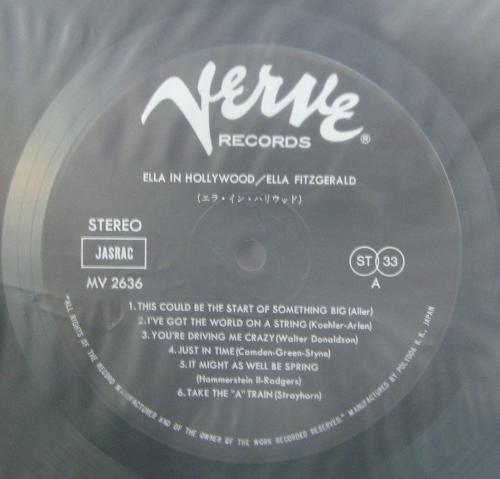 Verve
RECORDS ®
ELLA IN HOLLYWOOD/ELLA FITZGERALD
(エラ・イン・ハリウッド)
STEREO
JASRAC
MV 2636
ST 33
A
1. THIS COULD BE THE START OF SOMETHING BIG (Aller)
2. I'VE GOT THE WORLD ON A STRING (Koehler-Arlen)
3. YOU'RE DRIVING ME CRAZY (Walter Donaldson)
4. JUST IN TIME (Comden-Green-Styne)
5. IT MIGHT AS WELL BE SPRING
(Hammerstein II-Rodgers)
6. TAKE THE "A" TRAIN (Strayhorn)
"ALL RIGHTS OF THE RECORD MANUFACTURER AND OF THE OWNER OF THE WORK RECORDED RESERVED." MANUFACTURED BY POLYDOR K.K., JAPAN